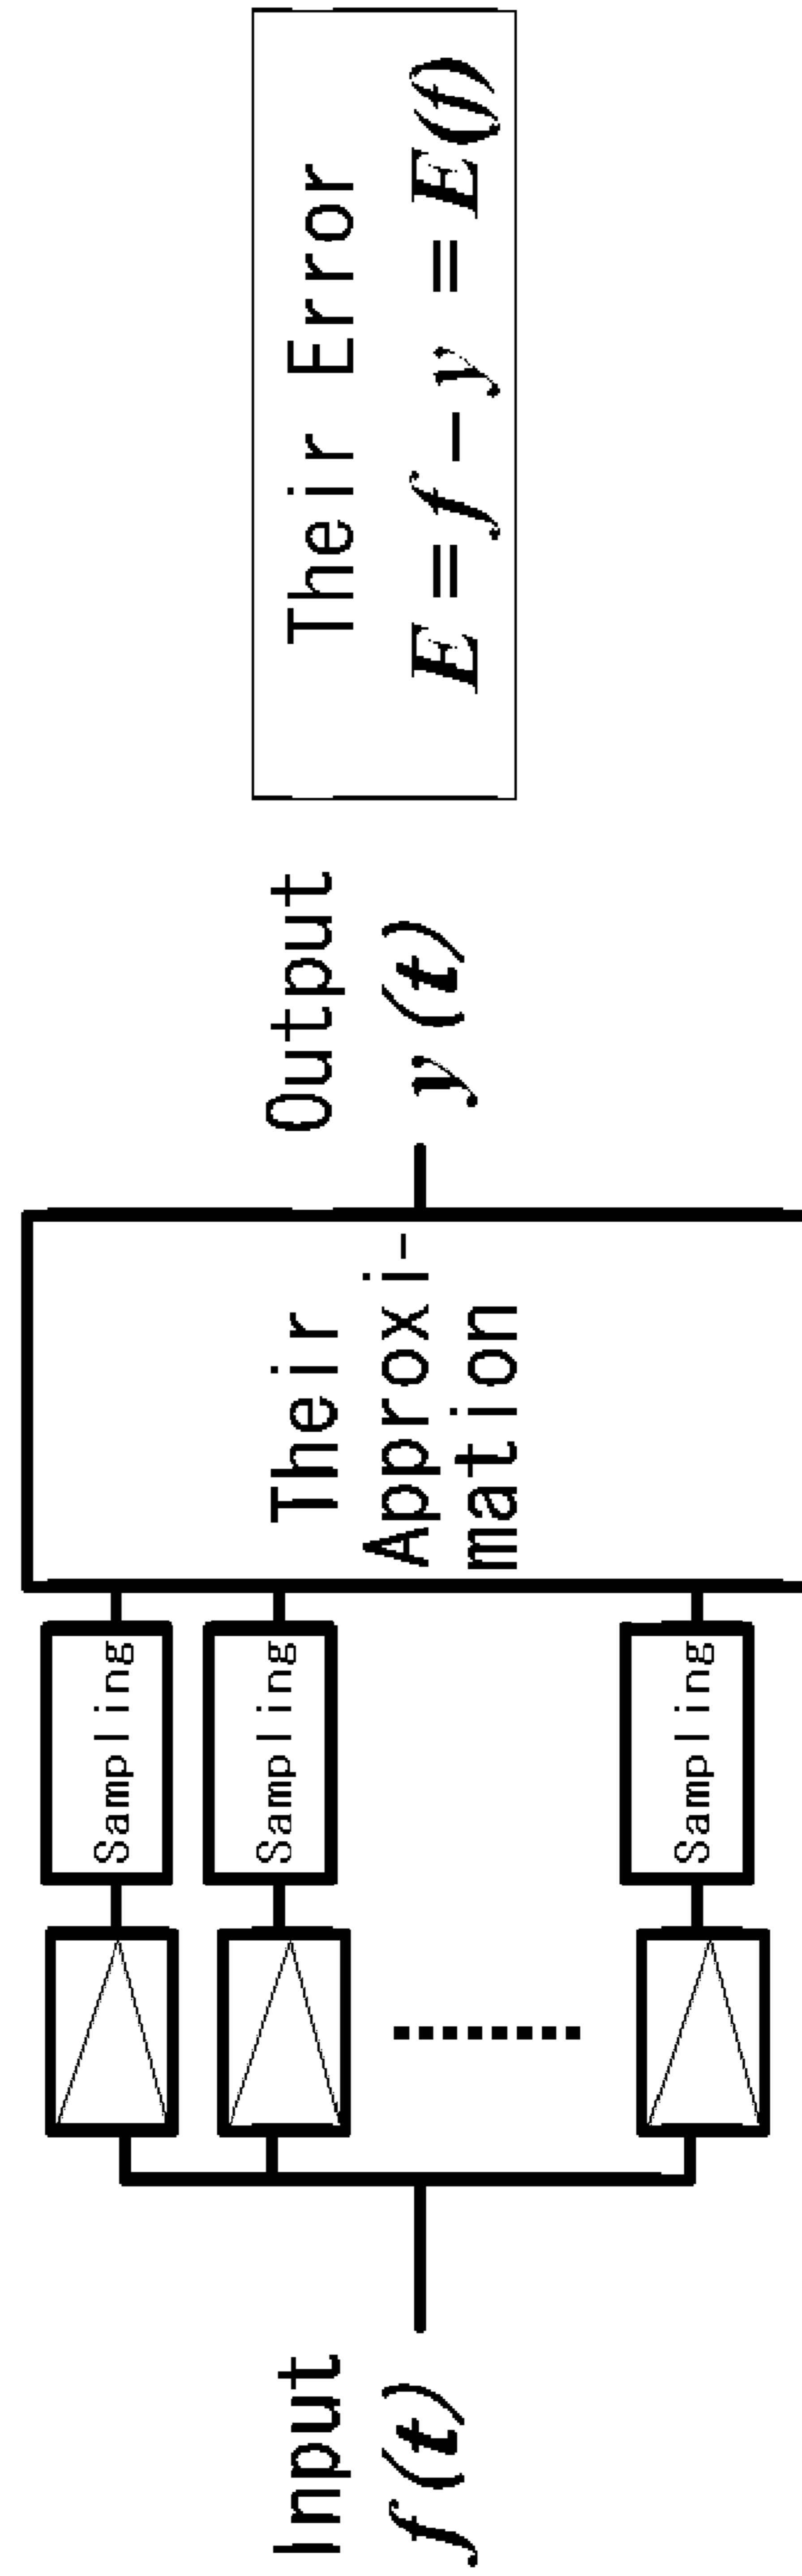 Input
f(t)
Sampling
Sampling
Sampling
Their
Approxi-
mation
Output
y(t)
Their Error
E=f-y=E(f)